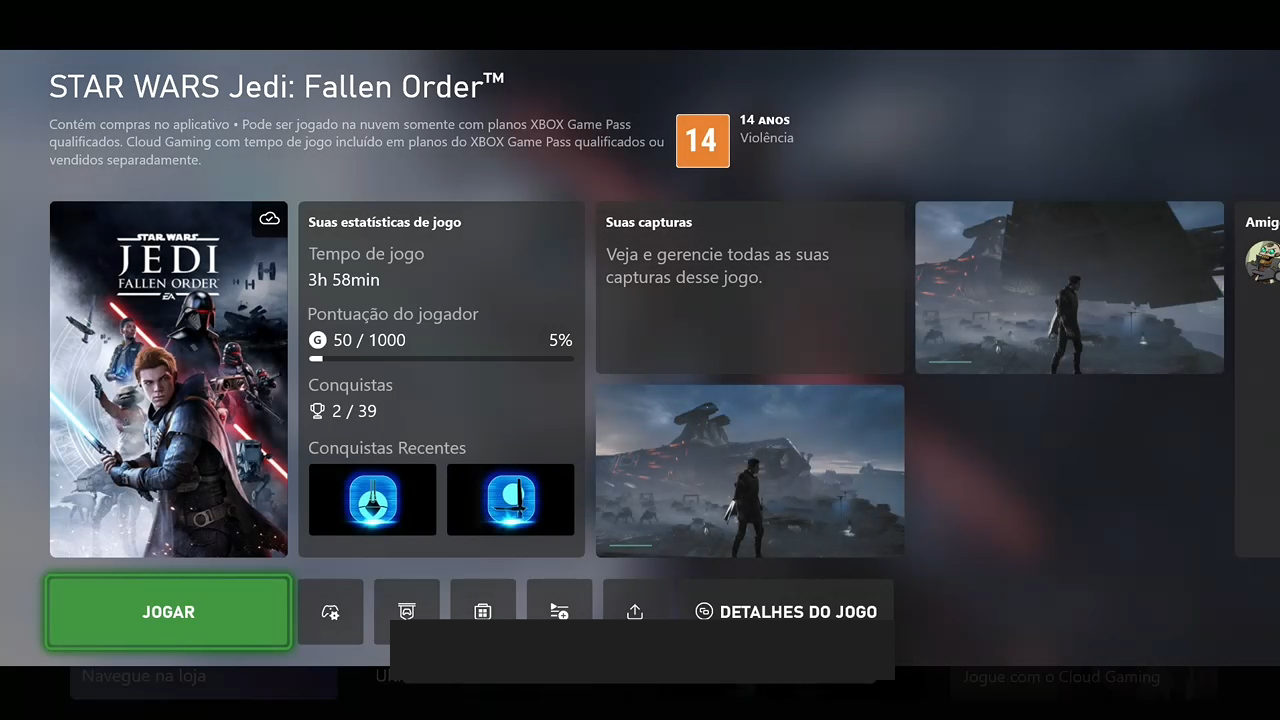 STAR WARS Jedi: Fallen Order™
Contém compras no aplicativo • Pode ser jogado na nuvem somente com planos XBOX Game Pass
qualificados. Cloud Gaming com tempo de jogo incluído em planos do XBOX Game Pass qualificados ou
vendidos separadamente.
14
14 ANOS
Violência
STAR WARS
JEDI
FALLEN ORDER
EA
Suas estatísticas de jogo
Tempo de jogo
3h 58min
Pontuação do jogador
G 50 / 1000 5%
Conquistas
2 / 39
Conquistas Recentes
Suas capturas
Veja e gerencie todas as suas
capturas desse jogo.
Amig
JOGAR
DETALHES DO JOGO
Navegue na loja
Jogue com o Cloud Gaming